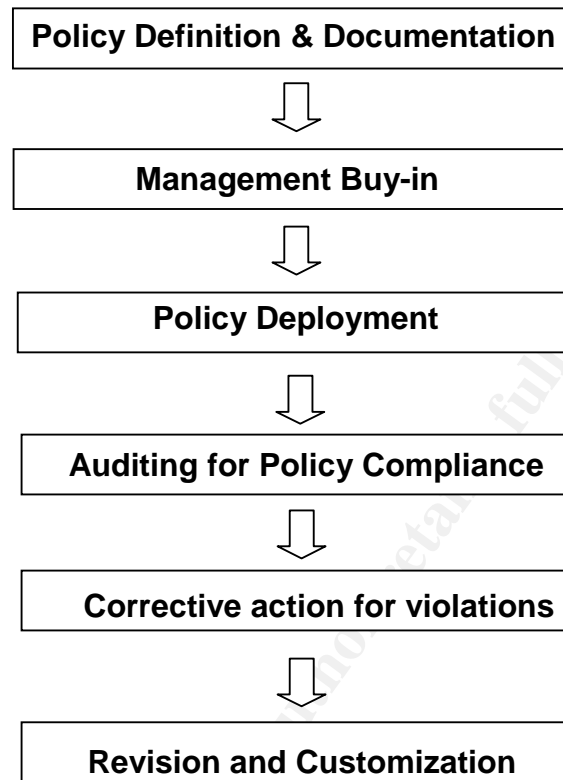 Policy Definition & Documentation
Management Buy-in
Policy Deployment
Auditing for Policy Compliance
Corrective action for violations
Revision and Customization